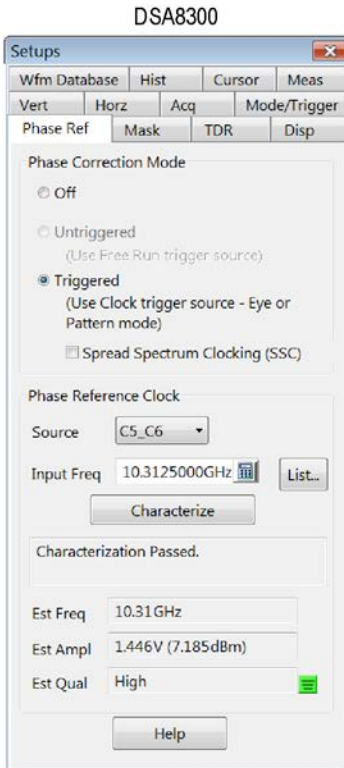 DSA8300
Setups
Wfm Database Hist Cursor Meas
Vert Horz Acq Mode/Trigger
Phase Ref Mask TDR Disp
Phase Correction Mode
Off
Untriggered
(Use Free Run trigger source)
Triggered
(Use Clock trigger source - Eye or
Pattern mode)
Spread Spectrum Clocking (SSC)
Phase Reference Clock
Source C5_C6
Input Freq 10.3125000GHz List...
Characterize
Characterization Passed.
Est Freq 10.31GHz
Est Ampl 1.446V (7.185dBm)
Est Qual High
Help